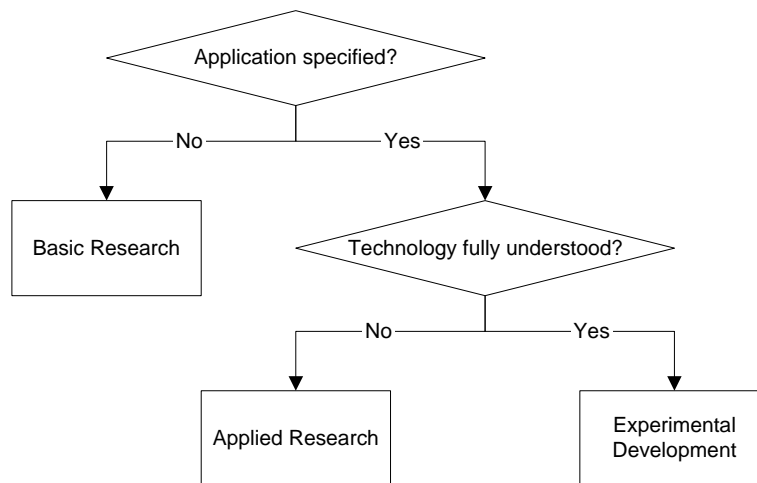 Application specified?
No
Yes
Basic Research
Technology fully understood?
No
Yes
Applied Research
Experimental
Development